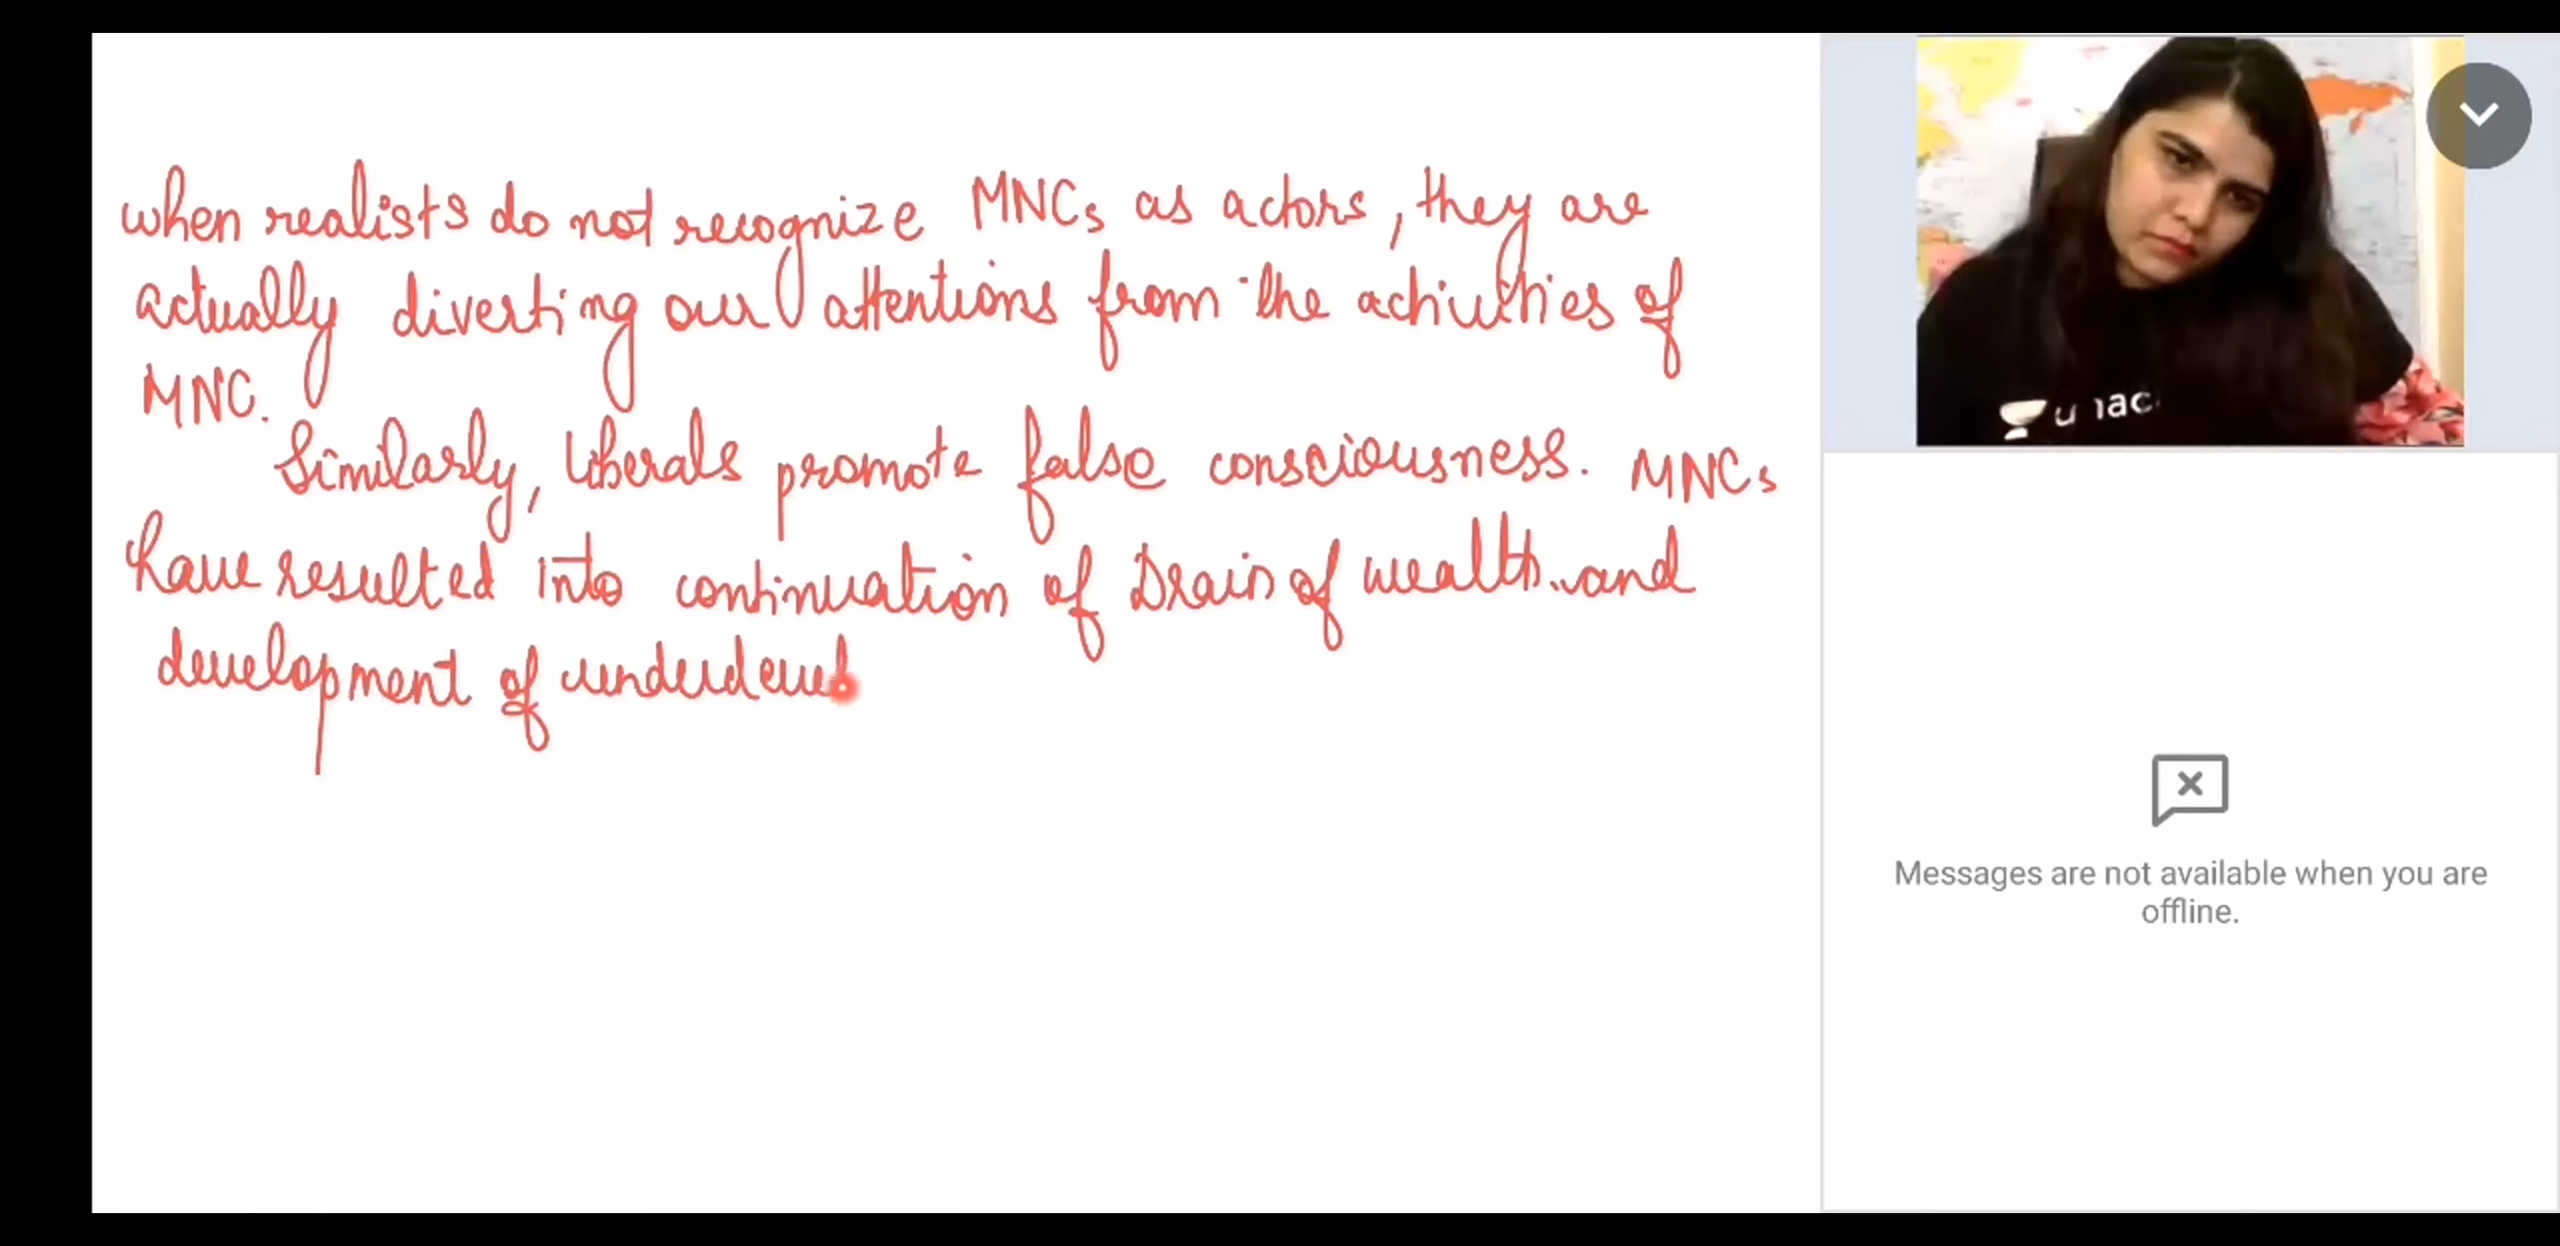 when realists do not recognize MNCs as actors, they are
actually diverting our attentions from the activities of
MNC.
Similarly, liberals promote false consciousness. MNCs
have resulted into continuation of Drain of wealth and
development of underdevel
u nac
Messages are not available when you are
offline.